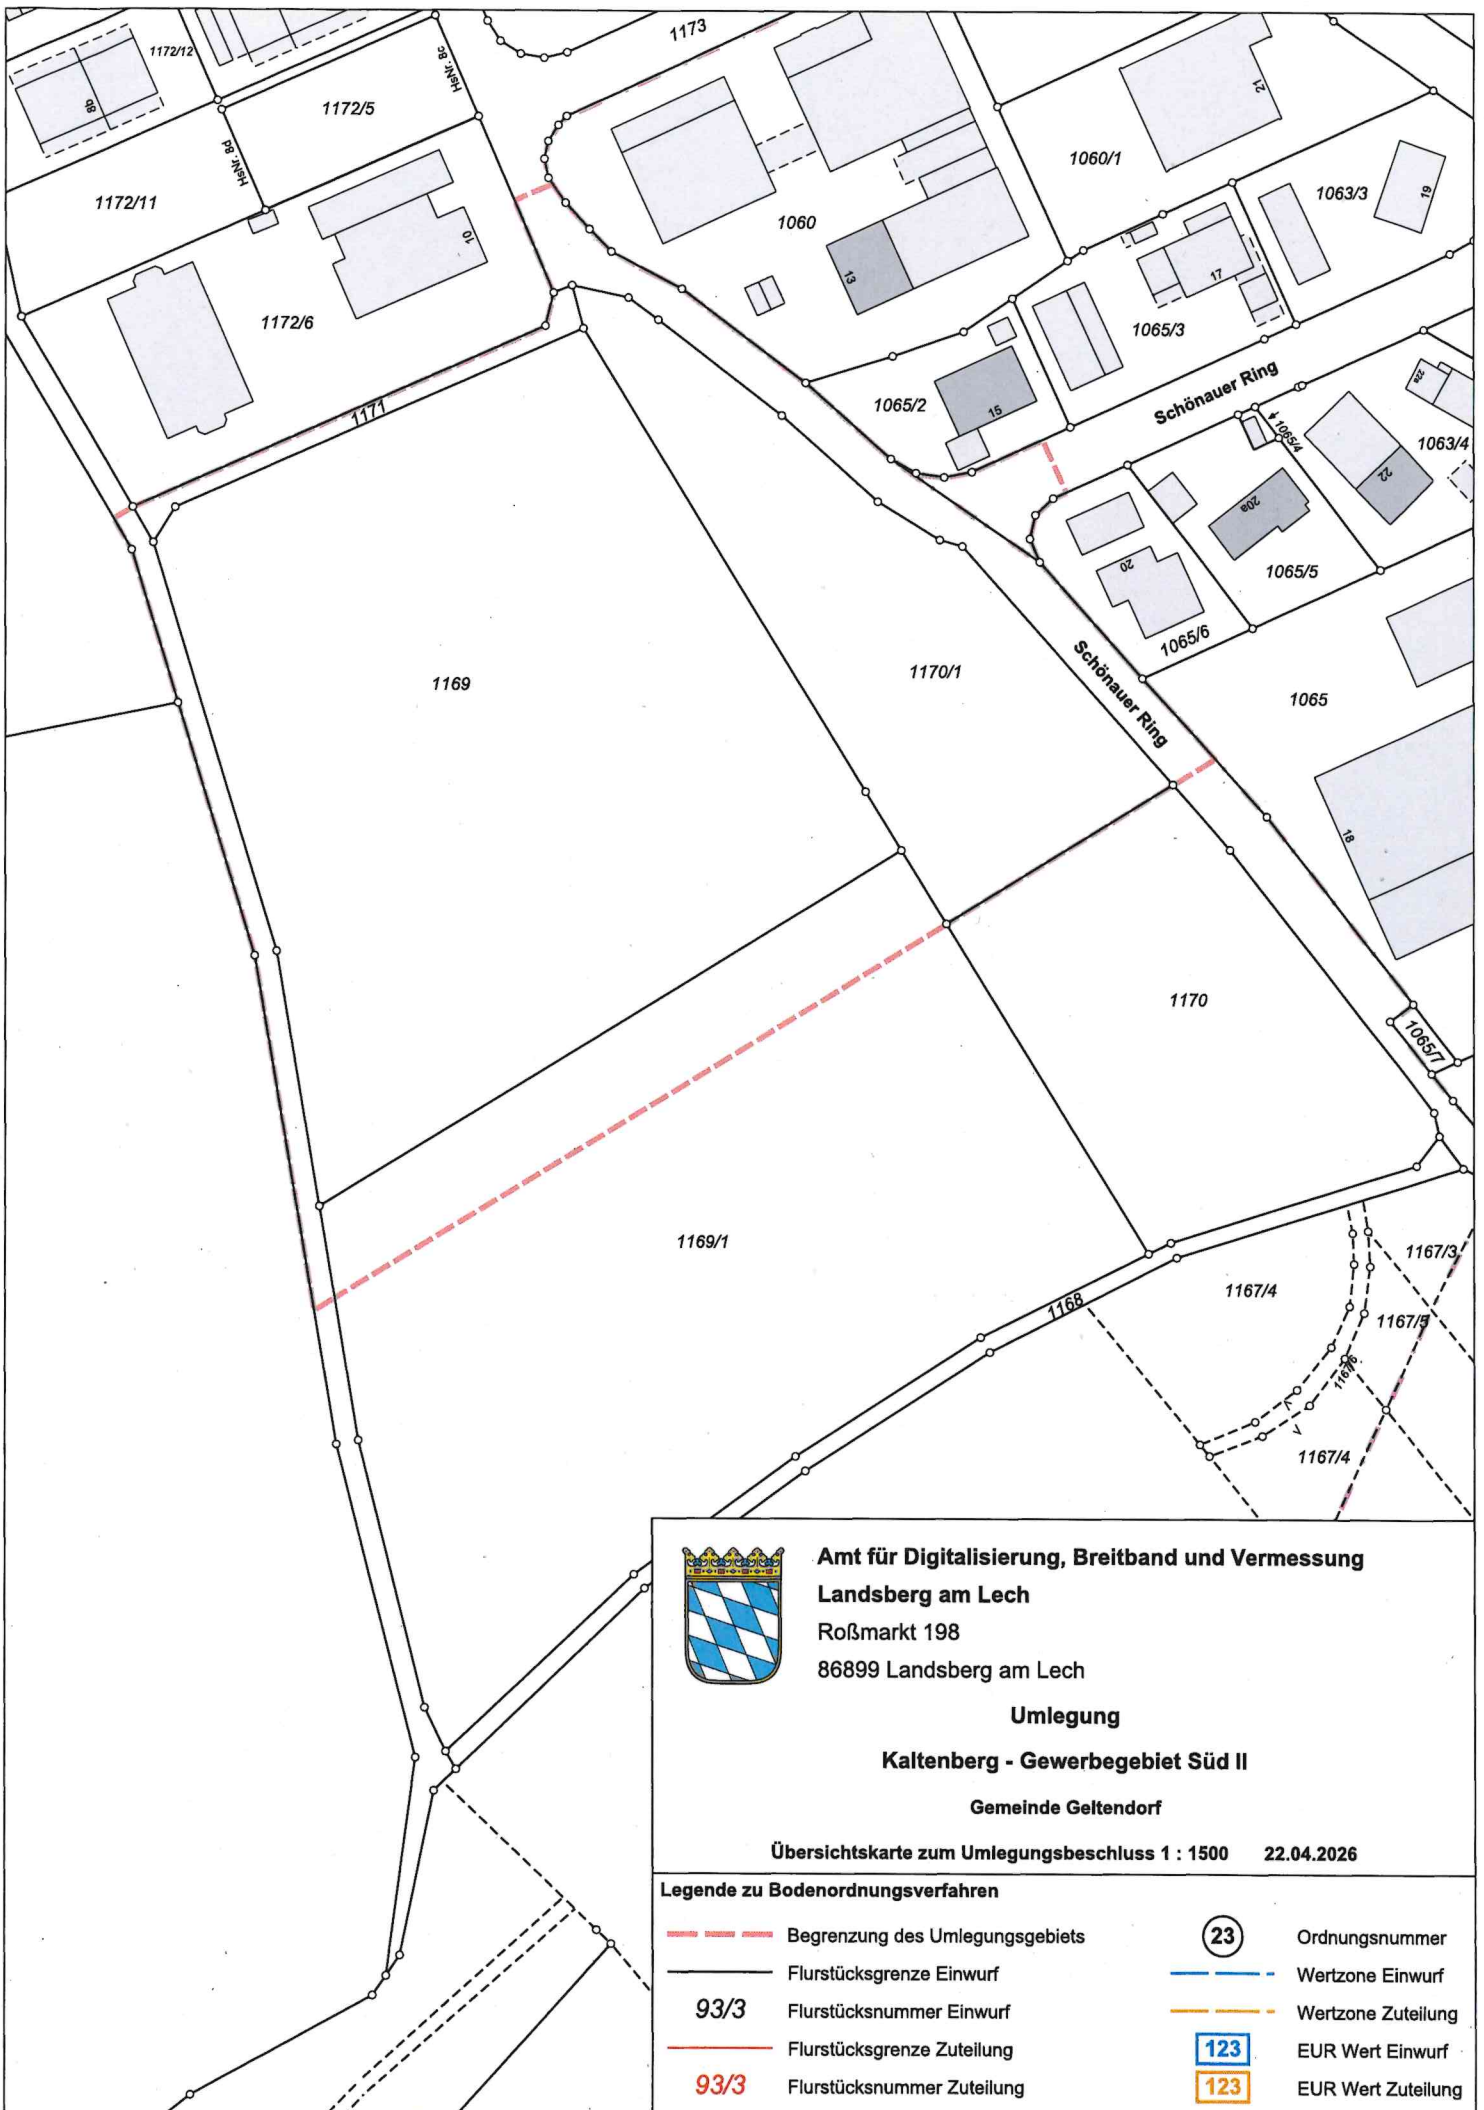 1173
1172/12
HsNr. 8c
8b
1172/5
21
1060/1
HsNr. 8d
1172/11
1063/3
19
1060
10
13
17
1172/6
1065/3
Schönauer Ring
22a
1171
1065/2
15
1065/4
1063/4
22
20a
20
1065/5
1065/6
1169
1170/1
Schönauer Ring
1065
18
1170
1065/7
1169/1
1167/3
1167/4
1168
1167/5
1167/6
1167/4
Amt für Digitalisierung, Breitband und Vermessung
Landsberg am Lech
Roßmarkt 198
86899 Landsberg am Lech
Umlegung
Kaltenberg - Gewerbegebiet Süd II
Gemeinde Geltendorf
Übersichtskarte zum Umlegungsbeschluss 1 : 1500 22.04.2026
Legende zu Bodenordnungsverfahren
Begrenzung des Umlegungsgebiets
23 Ordnungsnummer
Flurstücksgrenze Einwurf
Wertzone Einwurf
93/3 Flurstücksnummer Einwurf
Wertzone Zuteilung
Flurstücksgrenze Zuteilung
123 EUR Wert Einwurf
93/3 Flurstücksnummer Zuteilung
123 EUR Wert Zuteilung